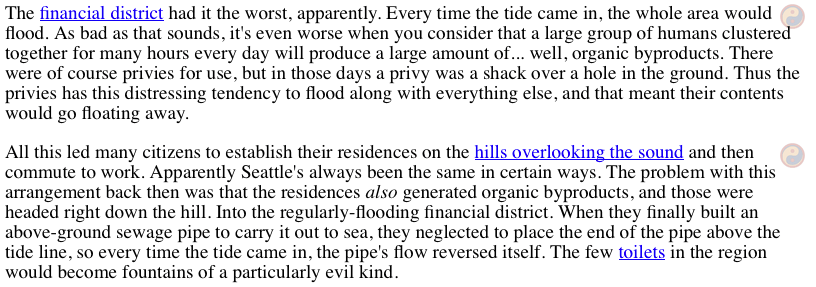 The financial district had it the worst, apparently. Every time the tide came in, the whole area would
flood. As bad as that sounds, it's even worse when you consider that a large group of humans clustered
together for many hours every day will produce a large amount of... well, organic byproducts. There
were of course privies for use, but in those days a privy was a shack over a hole in the ground. Thus the
privies has this distressing tendency to flood along with everything else, and that meant their contents
would go floating away.
All this led many citizens to establish their residences on the hills overlooking the sound and then
commute to work. Apparently Seattle's always been the same in certain ways. The problem with this
arrangement back then was that the residences also generated organic byproducts, and those were
headed right down the hill. Into the regularly-flooding financial district. When they finally built an
above-ground sewage pipe to carry it out to sea, they neglected to place the end of the pipe above the
tide line, so every time the tide came in, the pipe's flow reversed itself. The few toilets in the region
would become fountains of a particularly evil kind.